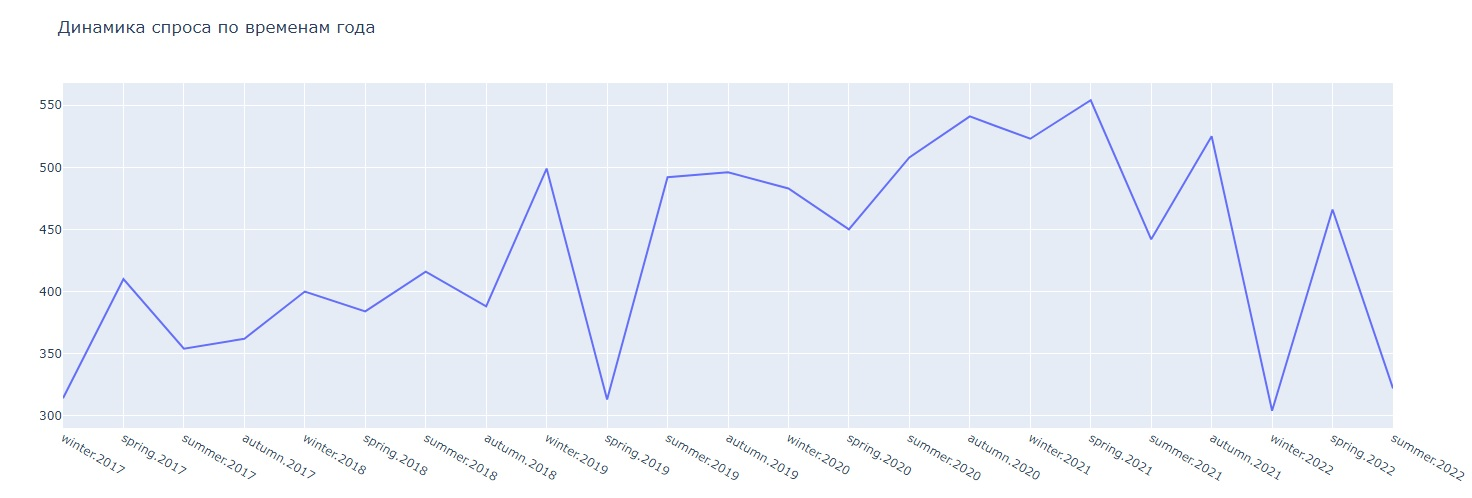 Динамика спроса по временам года
550
500
450
400
350
300
winter.2017
spring.2017
summer.2017
autumn.2017
winter.2018
spring.2018
summer.2018
autumn.2018
winter.2019
spring.2019
summer.2019
autumn.2019
winter.2020
spring.2020
summer.2020
autumn.2020
winter.2021
spring.2021
summer.2021
autumn.2021
winter.2022
spring.2022
summer.2022